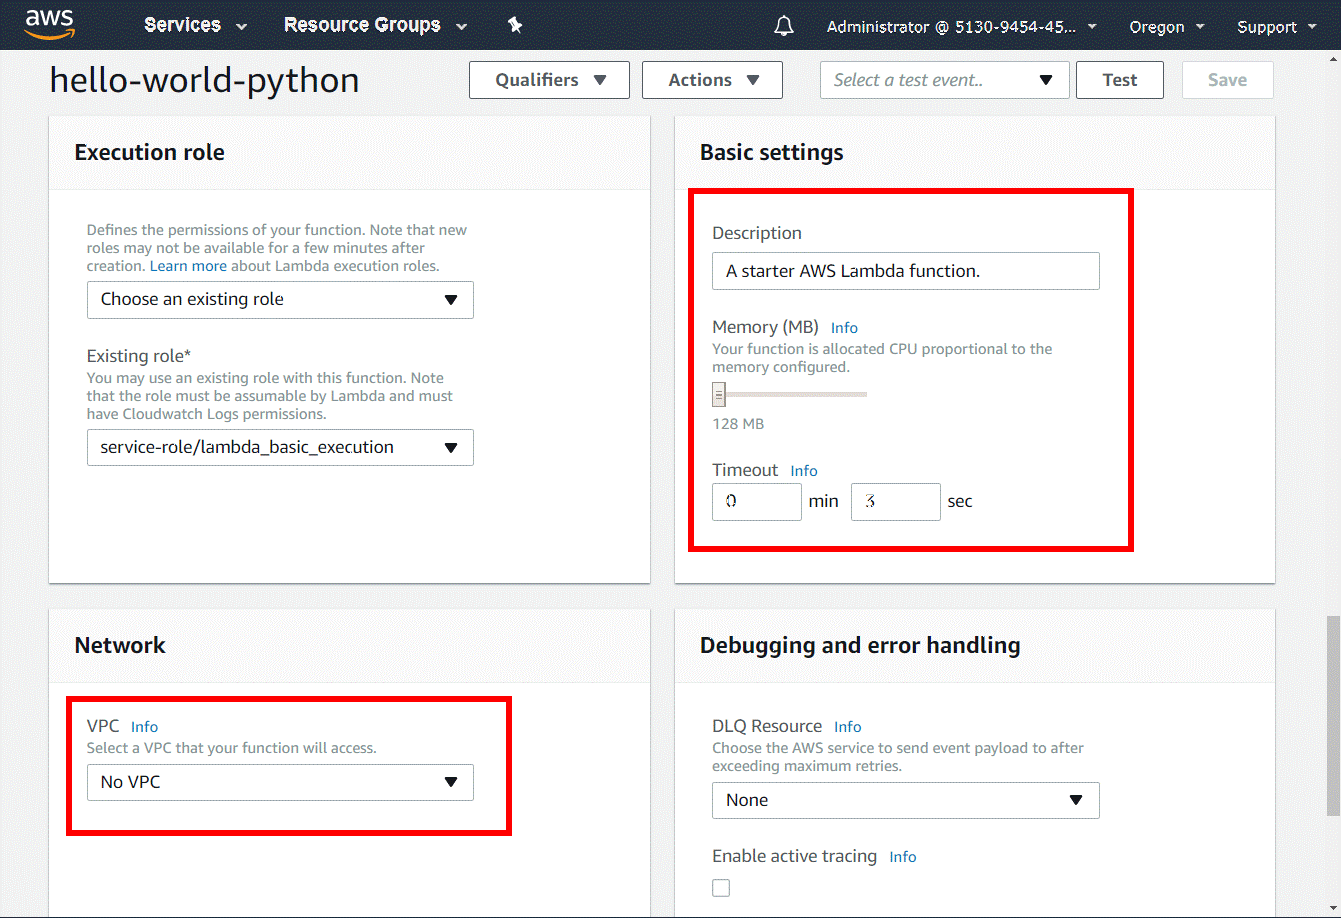 aws Services Resource Groups Administrator @ 5130-9454-45... Oregon Support
hello-world-python Qualifiers Actions Select a test event.. Test Save
Execution role
Defines the permissions of your function. Note that new
roles may not be available for a few minutes after
creation. Learn more about Lambda execution roles.
Choose an existing role
Existing role*
You may use an existing role with this function. Note
that the role must be assumable by Lambda and must
have Cloudwatch Logs permissions.
service-role/lambda_basic_execution
Basic settings
Description
A starter AWS Lambda function.
Memory (MB) Info
Your function is allocated CPU proportional to the
memory configured.
128 MB
Timeout Info
0 min 3 sec
Network
VPC Info
Select a VPC that your function will access.
No VPC
Debugging and error handling
DLQ Resource Info
Choose the AWS service to send event payload to after
exceeding maximum retries.
None
Enable active tracing Info